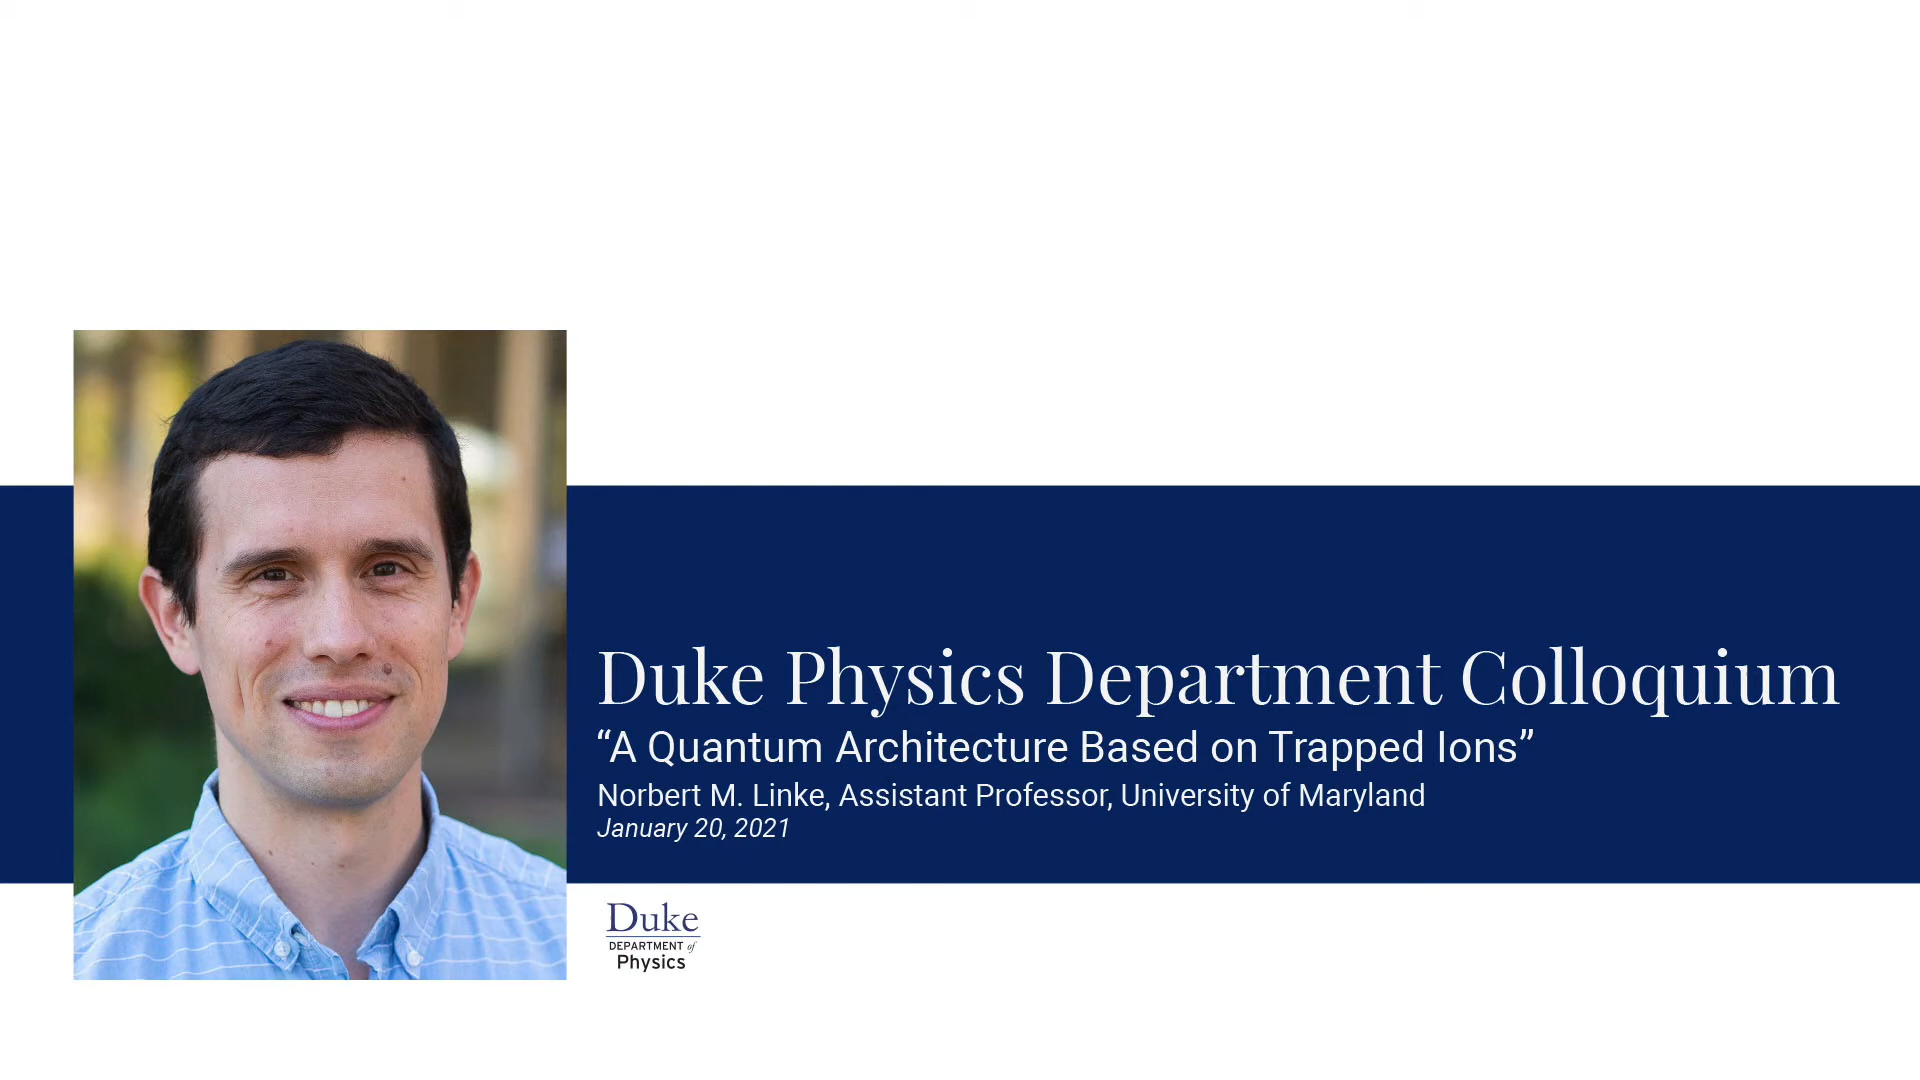 Duke Physics Department Colloquium
“A Quantum Architecture Based on Trapped Ions”
Norbert M. Linke, Assistant Professor, University of Maryland
January 20, 2021
Duke
DEPARTMENT of
Physics